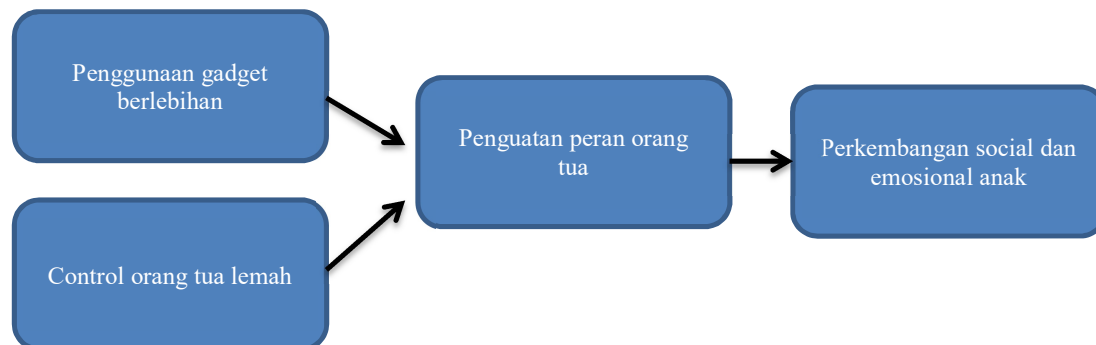 Penggunaan gadget
berlebihan
Control orang tua lemah
Penguatan peran orang
tua
Perkembangan social dan
emosional anak